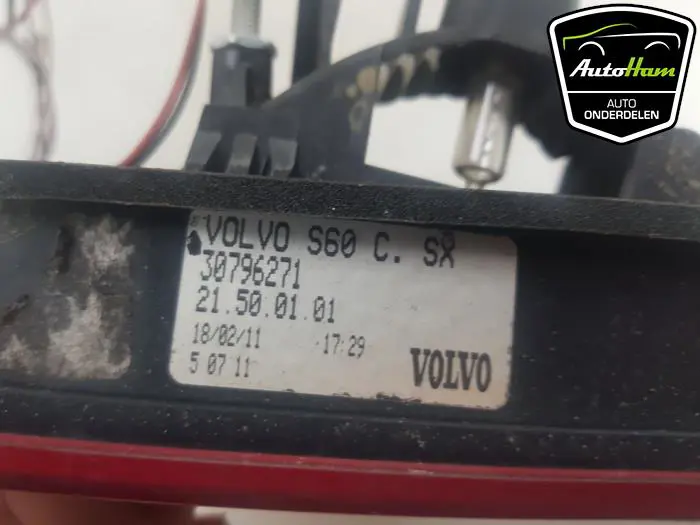 AutoHam
AUTO
ONDERDELEN
VOLVO S60 C. SX
30796271
21.50.01.01
18/02/11 17:29
5 07 11
VOLVO